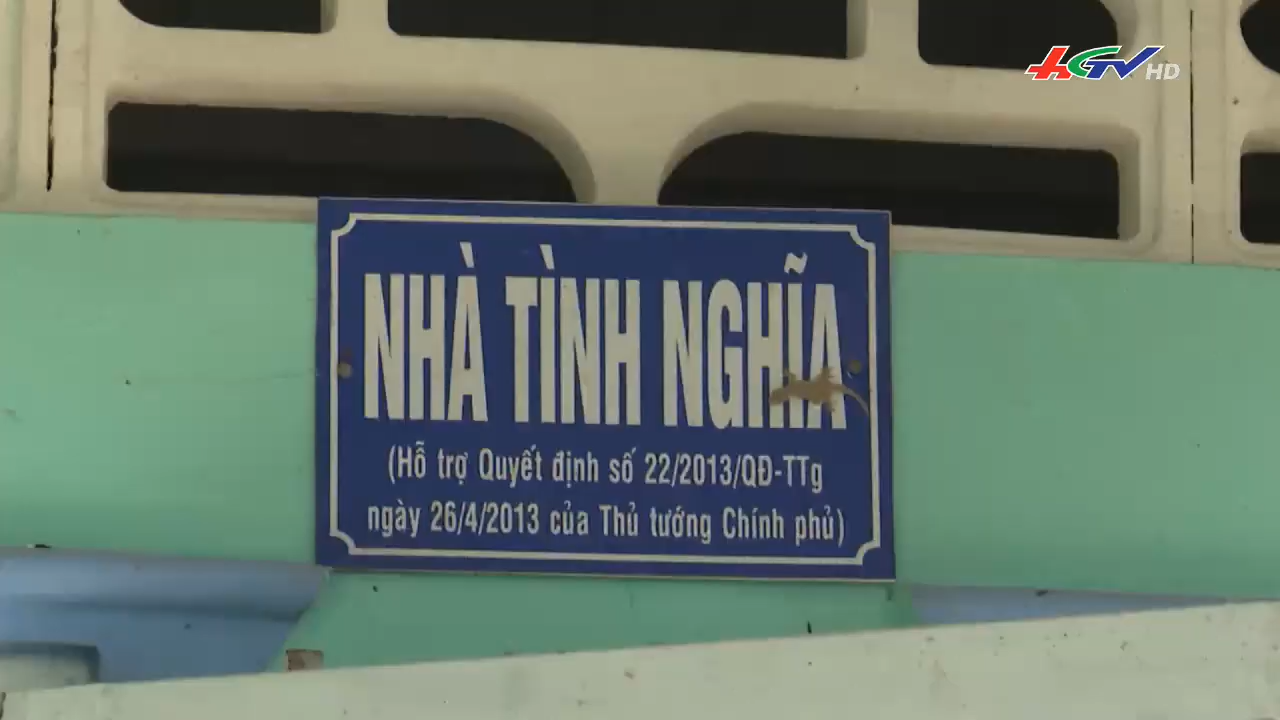 HGTV HD
NHÀ TÌNH NGHĨA
(Hỗ trợ Quyết định số 22/2013/QĐ-TTg
ngày 26/4/2013 của Thủ tướng Chính phủ)